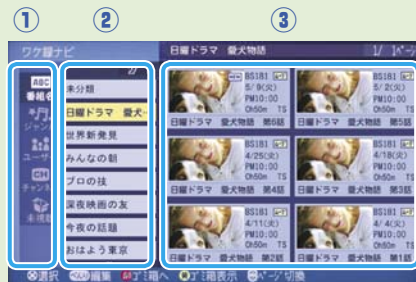 ① ② ③
ワケ録ナビ
日曜ドラマ 愛犬物語
1/ 1ページ
ABC
番組名
ジャンル
ユーザー
CH
チャンネル
未視聴
2/
未分類
日曜ドラマ 愛犬
世界新発見
みんなの朝
プロの技
深夜映画の友
今夜の話題
おはよう東京
BS181
5/ 9(火)
PM10:00
0h50m TS
日曜ドラマ 愛犬物語 第6話
BS181
5/ 2(火)
PM10:00
0h50m TS
日曜ドラマ 愛犬物語 第5話
BS181
4/25(火)
PM10:00
0h50m TS
日曜ドラマ 愛犬物語 第4話
BS181
4/18(火)
PM10:00
0h50m TS
日曜ドラマ 愛犬物語 第3話
BS181
4/11(火)
PM10:00
0h50m TS
日曜ドラマ 愛犬物語 第2話
BS181
4/ 4(火)
PM10:00
0h50m TS
日曜ドラマ 愛犬物語 第1話
選択 編集 ゴミ箱へ ゴミ箱表示 ページ切換